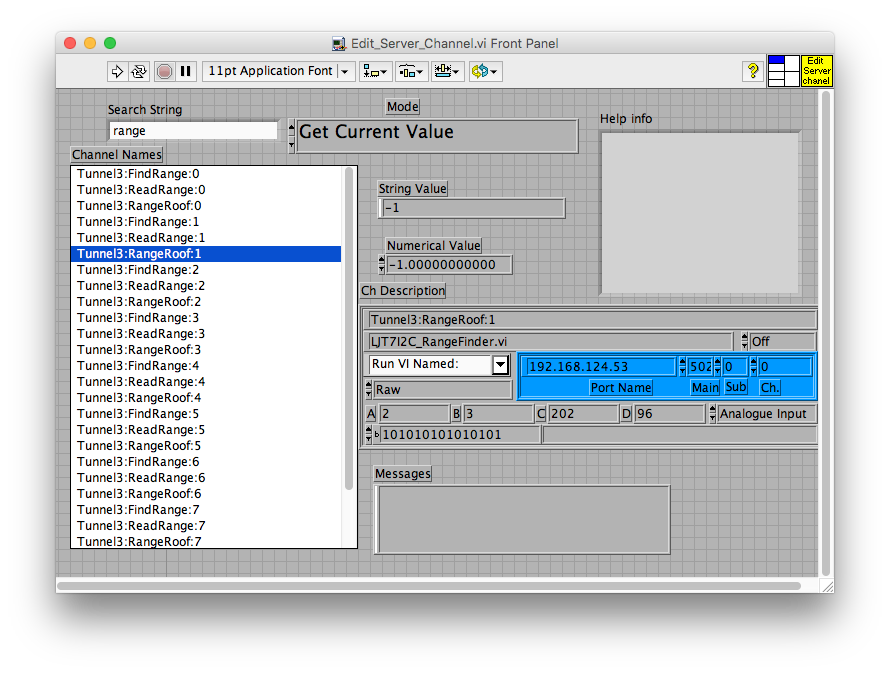 Edit_Server_Channel.vi Front Panel
11pt Application Font
?
Edit
Server
chanel
Search String
range
Mode
Get Current Value
Help info
Channel Names
Tunnel3:FindRange:0
Tunnel3:ReadRange:0
Tunnel3:RangeRoof:0
Tunnel3:FindRange:1
Tunnel3:ReadRange:1
Tunnel3:RangeRoof:1
Tunnel3:FindRange:2
Tunnel3:ReadRange:2
Tunnel3:RangeRoof:2
Tunnel3:FindRange:3
Tunnel3:ReadRange:3
Tunnel3:RangeRoof:3
Tunnel3:FindRange:4
Tunnel3:ReadRange:4
Tunnel3:RangeRoof:4
Tunnel3:FindRange:5
Tunnel3:ReadRange:5
Tunnel3:RangeRoof:5
Tunnel3:FindRange:6
Tunnel3:ReadRange:6
Tunnel3:RangeRoof:6
Tunnel3:FindRange:7
Tunnel3:ReadRange:7
Tunnel3:RangeRoof:7
String Value
-1
Numerical Value
-1.00000000000
Ch Description
Tunnel3:RangeRoof:1
LJT7I2C_RangeFinder.vi Off
Run VI Named: 192.168.124.53 502 0 0
Port Name Main Sub Ch.
Raw
A 2 B 3 C 202 D 96 Analogue Input
b 101010101010101
Messages